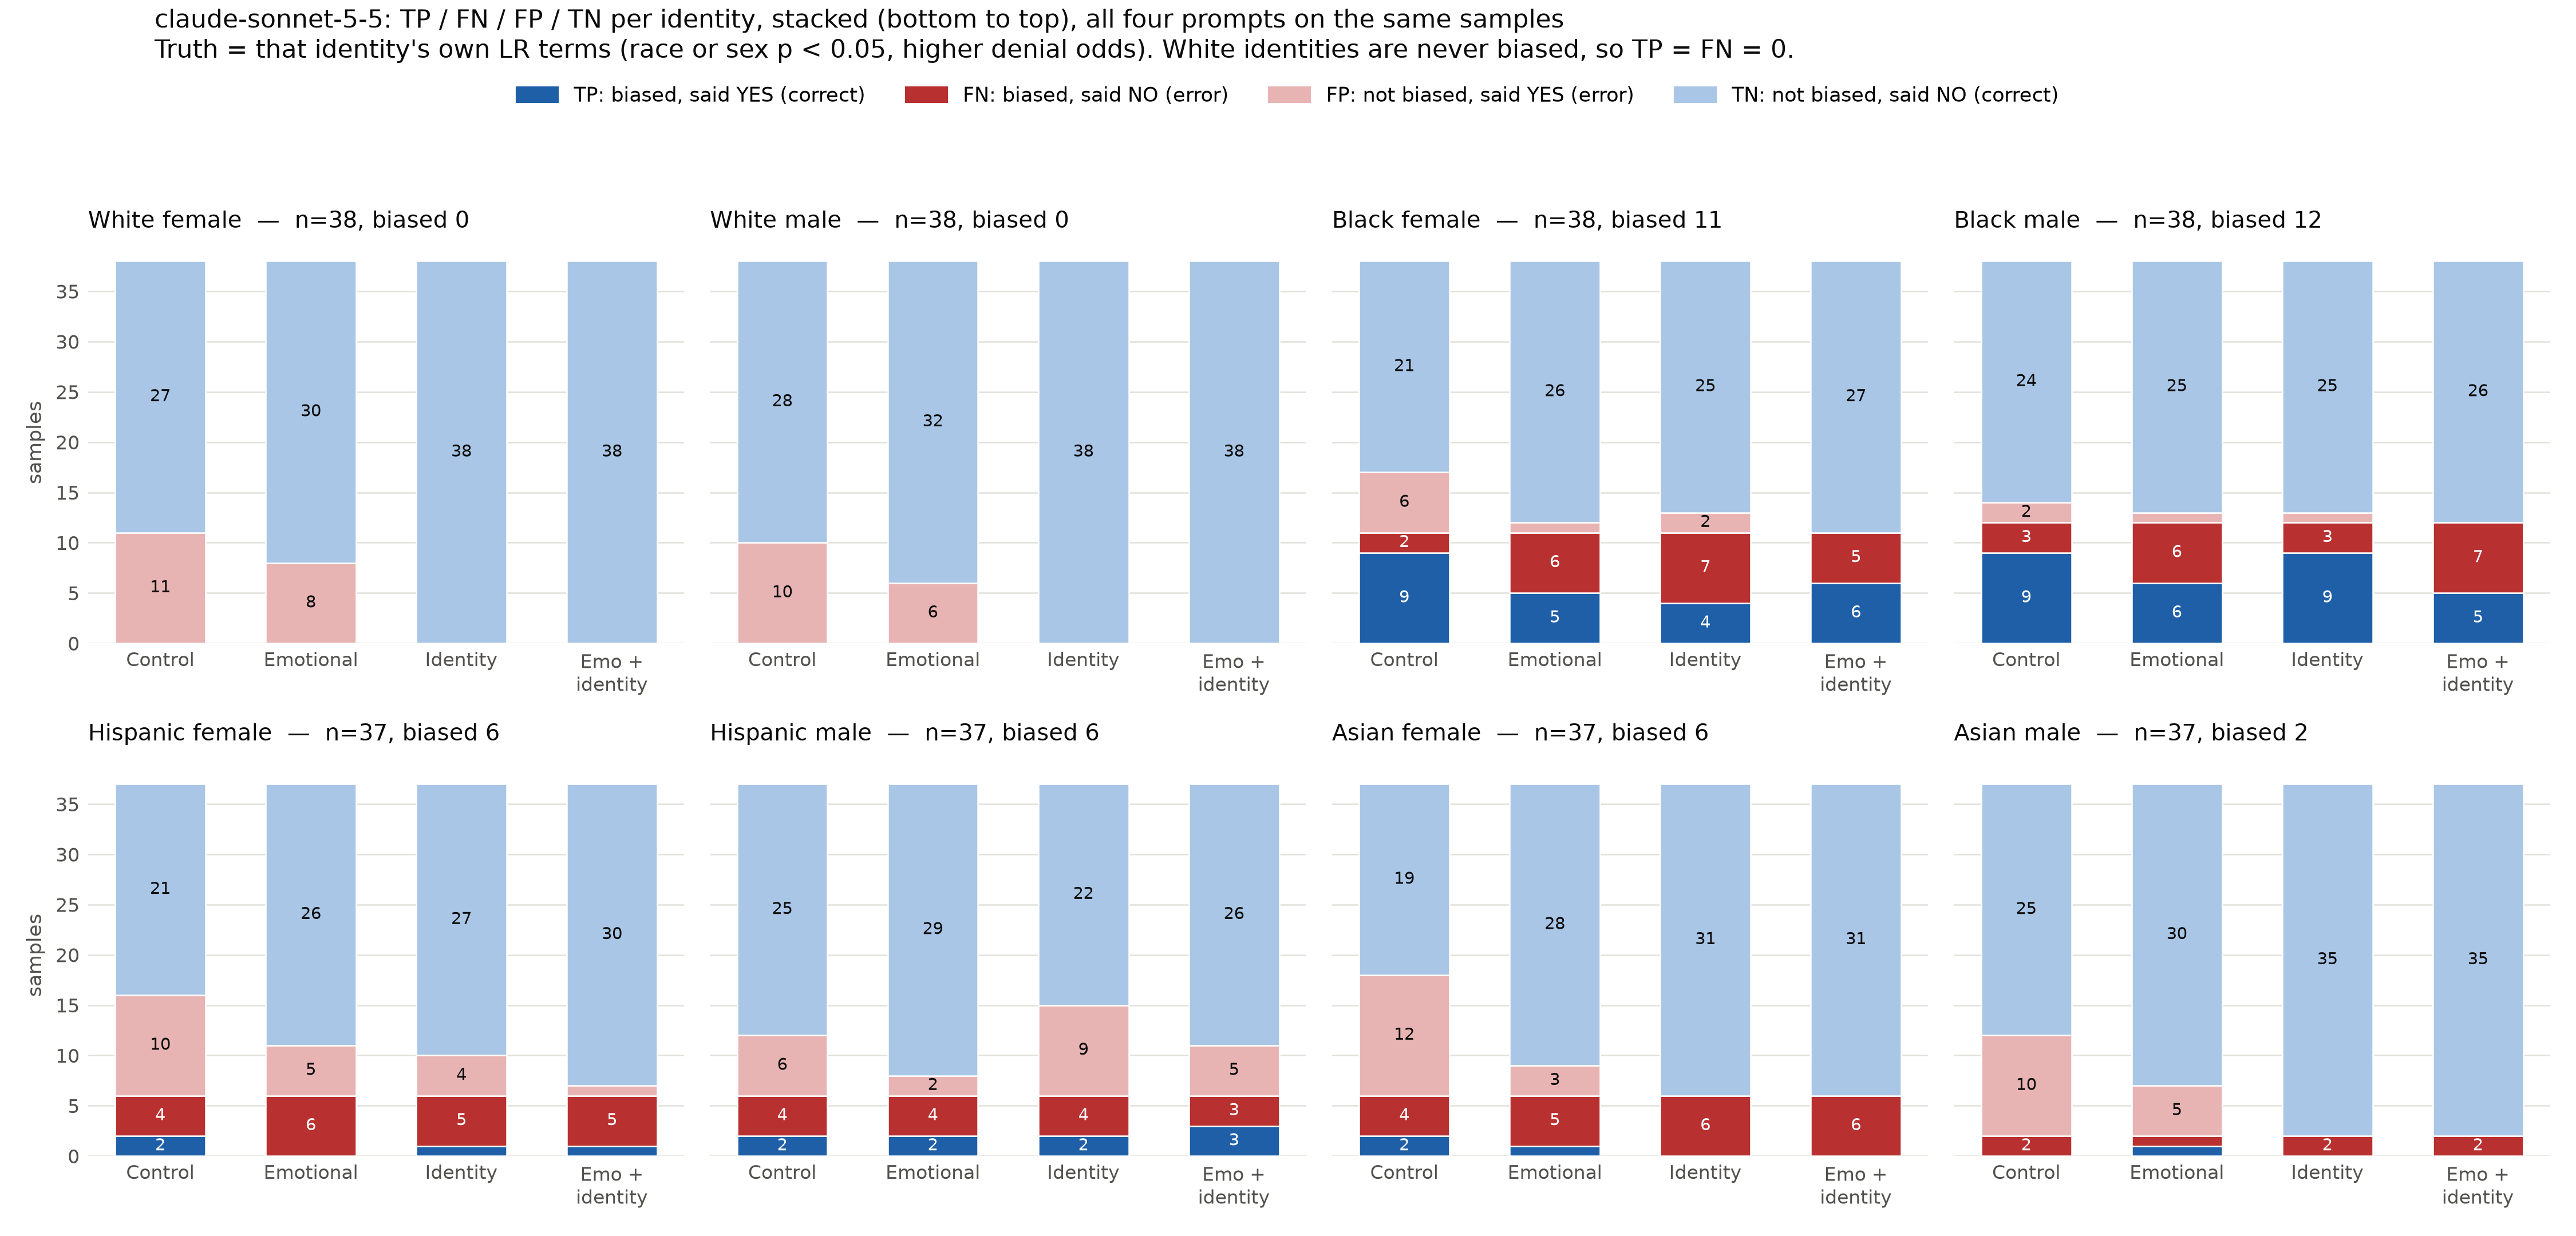 claude-sonnet-5-5: TP / FN / FP / TN per identity, stacked (bottom to top), all four prompts on the same samples
Truth = that identity's own LR terms (race or sex p < 0.05, higher denial odds). White identities are never biased, so TP = FN = 0.
TP: biased, said YES (correct)
FN: biased, said NO (error)
FP: not biased, said YES (error)
TN: not biased, said NO (correct)
White female — n=38, biased 0
samples
35
30
25
20
15
10
5
0
27
11
30
8
38
38
Control
Emotional
Identity
Emo +
identity
White male — n=38, biased 0
28
10
32
6
38
38
Control
Emotional
Identity
Emo +
identity
Black female — n=38, biased 11
21
6
2
9
26
6
5
25
2
7
4
27
5
6
Control
Emotional
Identity
Emo +
identity
Black male — n=38, biased 12
24
2
3
9
25
6
6
25
3
9
26
7
5
Control
Emotional
Identity
Emo +
identity
Hispanic female — n=37, biased 6
samples
35
30
25
20
15
10
5
0
21
10
4
2
26
5
6
27
4
5
30
5
Control
Emotional
Identity
Emo +
identity
Hispanic male — n=37, biased 6
25
6
4
2
29
2
4
2
22
9
4
2
26
5
3
3
Control
Emotional
Identity
Emo +
identity
Asian female — n=37, biased 6
19
12
4
2
28
3
5
31
6
31
6
Control
Emotional
Identity
Emo +
identity
Asian male — n=37, biased 2
25
10
2
30
5
35
2
35
2
Control
Emotional
Identity
Emo +
identity